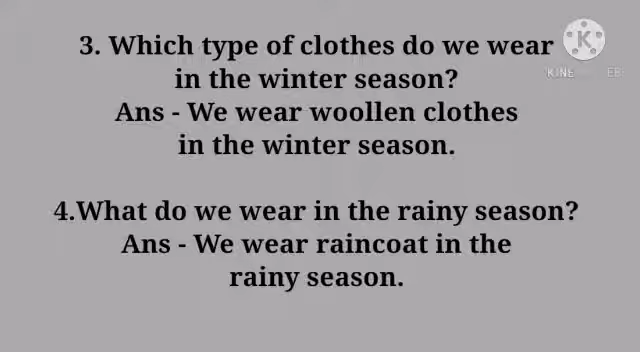 3. Which type of clothes do we wear
in the winter season?
Ans - We wear woollen clothes
in the winter season.
4.What do we wear in the rainy season?
Ans - We wear raincoat in the
rainy season.
K